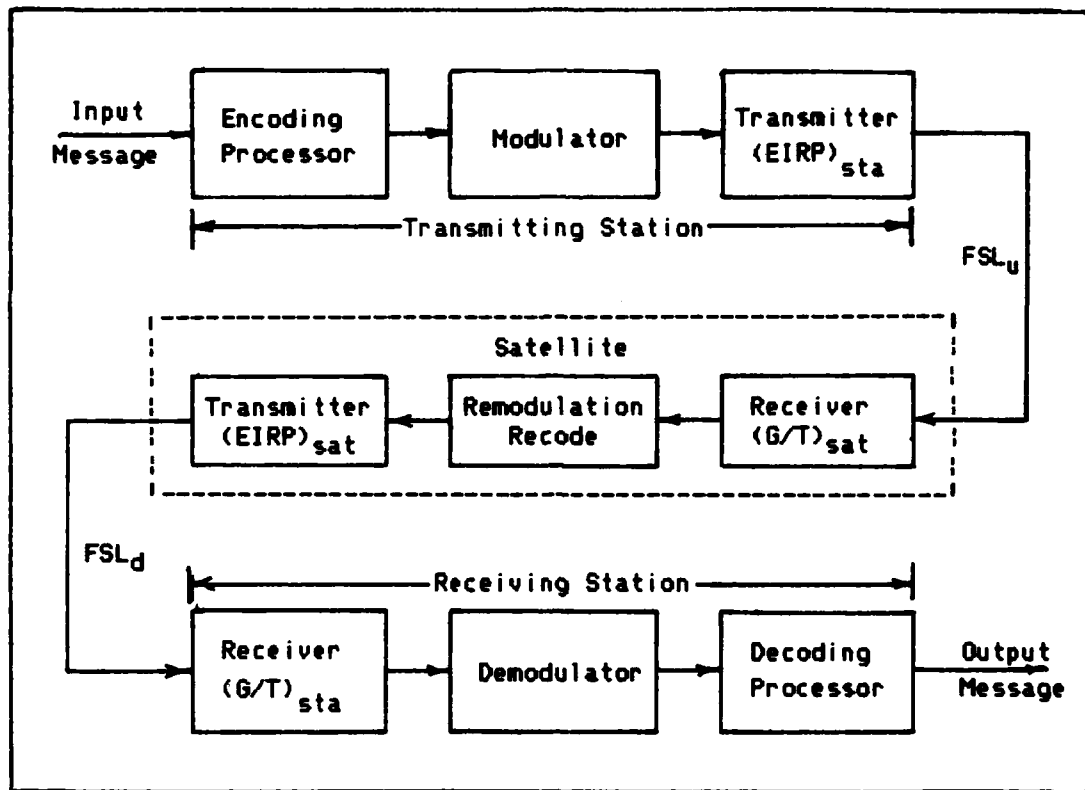 Input
Message
Encoding
Processor
Modulator
Transmitter
(EIRP)sta
Transmitting Station
FSLu
Satellite
Transmitter
(EIRP)sat
Remodulation
Recode
Receiver
(G/T)sat
FSLd
Receiving Station
Receiver
(G/T)sta
Demodulator
Decoding
Processor
Output
Message